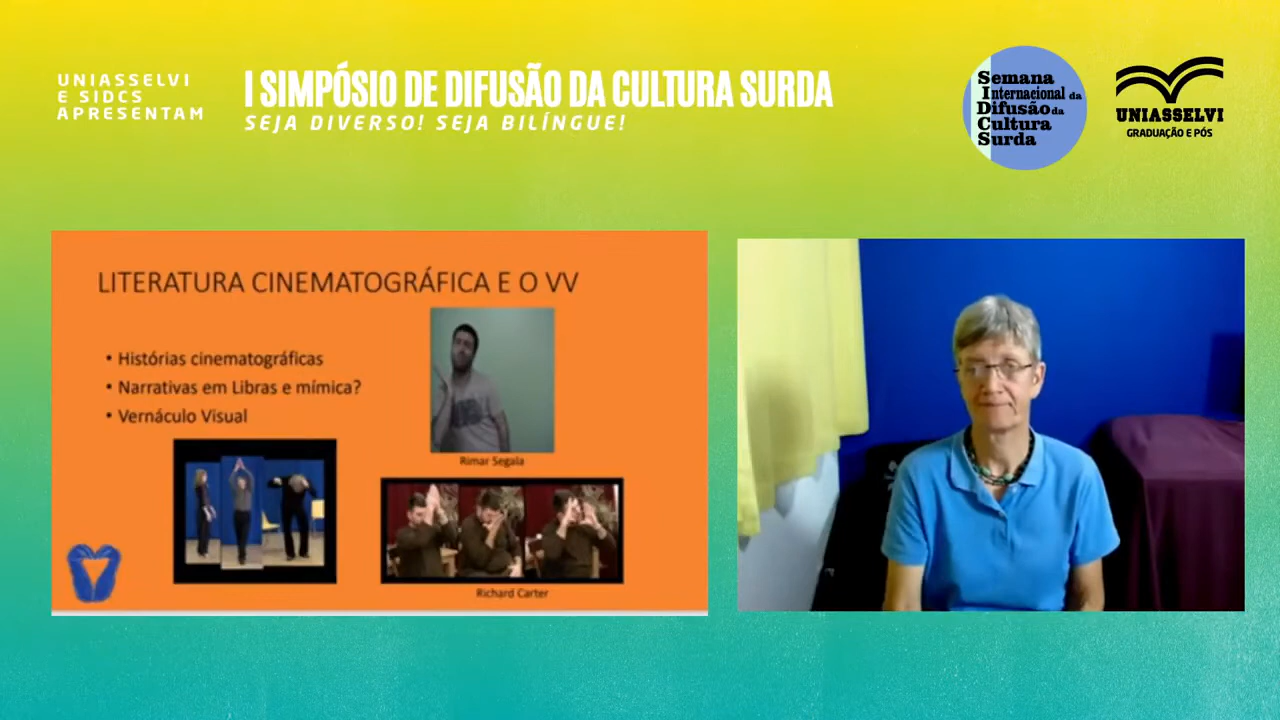 UNIASSELVI
E SIDCS
APRESENTAM
I SIMPÓSIO DE DIFUSÃO DA CULTURA SURDA
SEJA DIVERSO! SEJA BILÍNGUE!
Semana
Internacional da
Difusão da
Cultura
Surda
UNIASSELVI
GRADUAÇÃO E PÓS
LITERATURA CINEMATOGRÁFICA E O VV
• Histórias cinematográficas
• Narrativas em Libras e mímica?
• Vernáculo Visual
Rimar Segala
Richard Carter